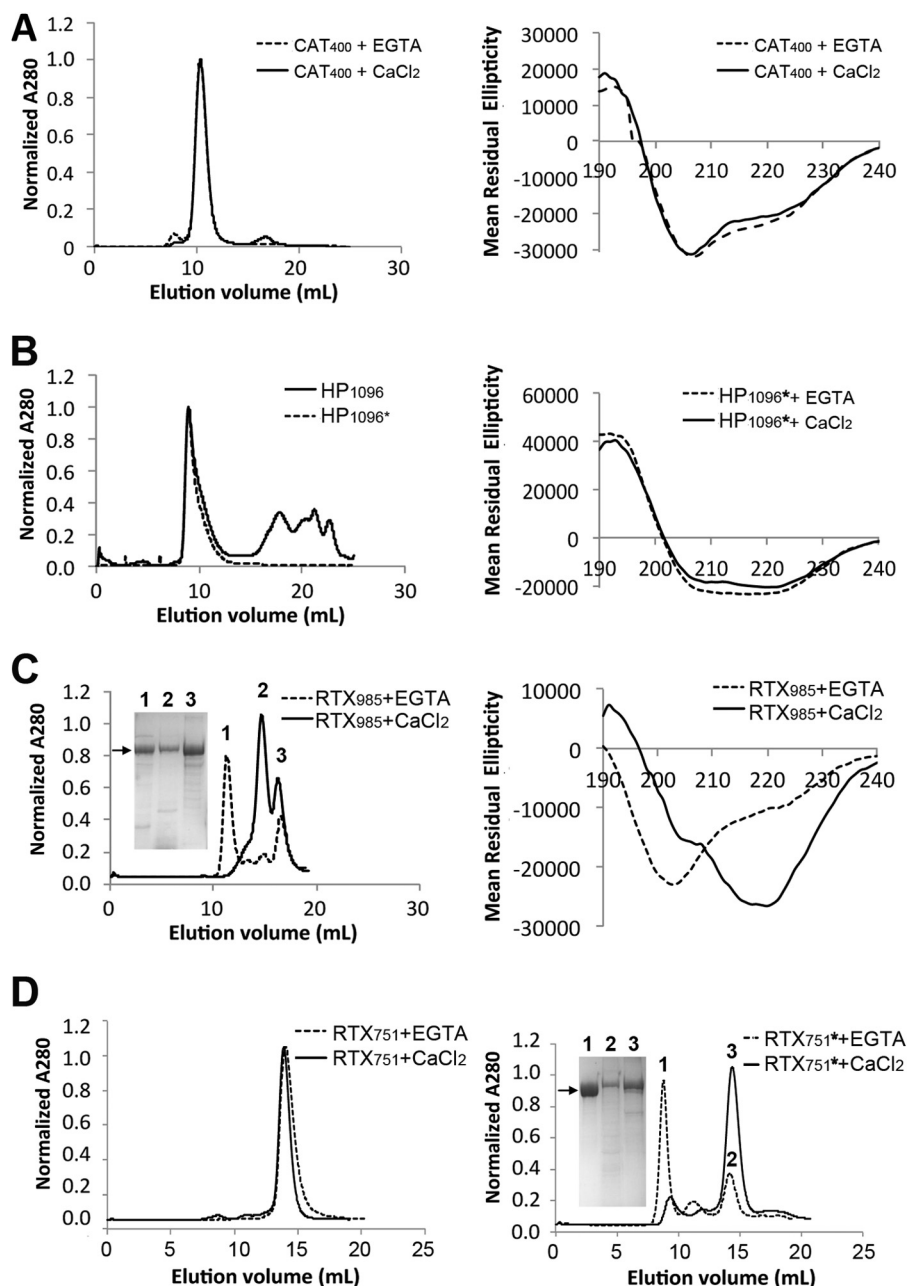 A
CAT400 + EGTA
CAT400 + CaCl2
Normalized A280
1.2
1.0
0.8
0.6
0.4
0.2
0
0 10 20 30
Elution volume (mL)
CAT400 + EGTA
CAT400 + CaCl2
Mean Residual Ellipticity
30000
20000
10000
0
-10000
-20000
-30000
190 200 210 220 230 240
B
HP1096
HP1096*
Normalized A280
1.2
1.0
0.8
0.6
0.4
0.2
0.0
0 10 20 30
Elution volume (mL)
HP1096*+ EGTA
HP1096*+ CaCl2
Mean Residual Ellipticity
60000
40000
20000
0
-20000
190 200 210 220 230 240
C
RTX985+EGTA
RTX985+CaCl2
1 2 3
1
2
3
Normalized A280
1.2
1.0
0.8
0.6
0.4
0.2
0.0
0 10 20 30
Elution volume (mL)
RTX985+EGTA
RTX985+CaCl2
Mean Residual Ellipticity
10000
0
-10000
-20000
-30000
190 200 210 220 230 240
D
RTX751+EGTA
RTX751+CaCl2
Normalized A280
1.2
1.0
0.8
0.6
0.4
0.2
0.0
0 5 10 15 20 25
Elution volume (mL)
RTX751*+EGTA
RTX751*+CaCl2
1 2 3
1
3
2
Normalized A280
1.2
1.0
0.8
0.6
0.4
0.2
0.0
0 5 10 15 20 25
Elution volume (mL)